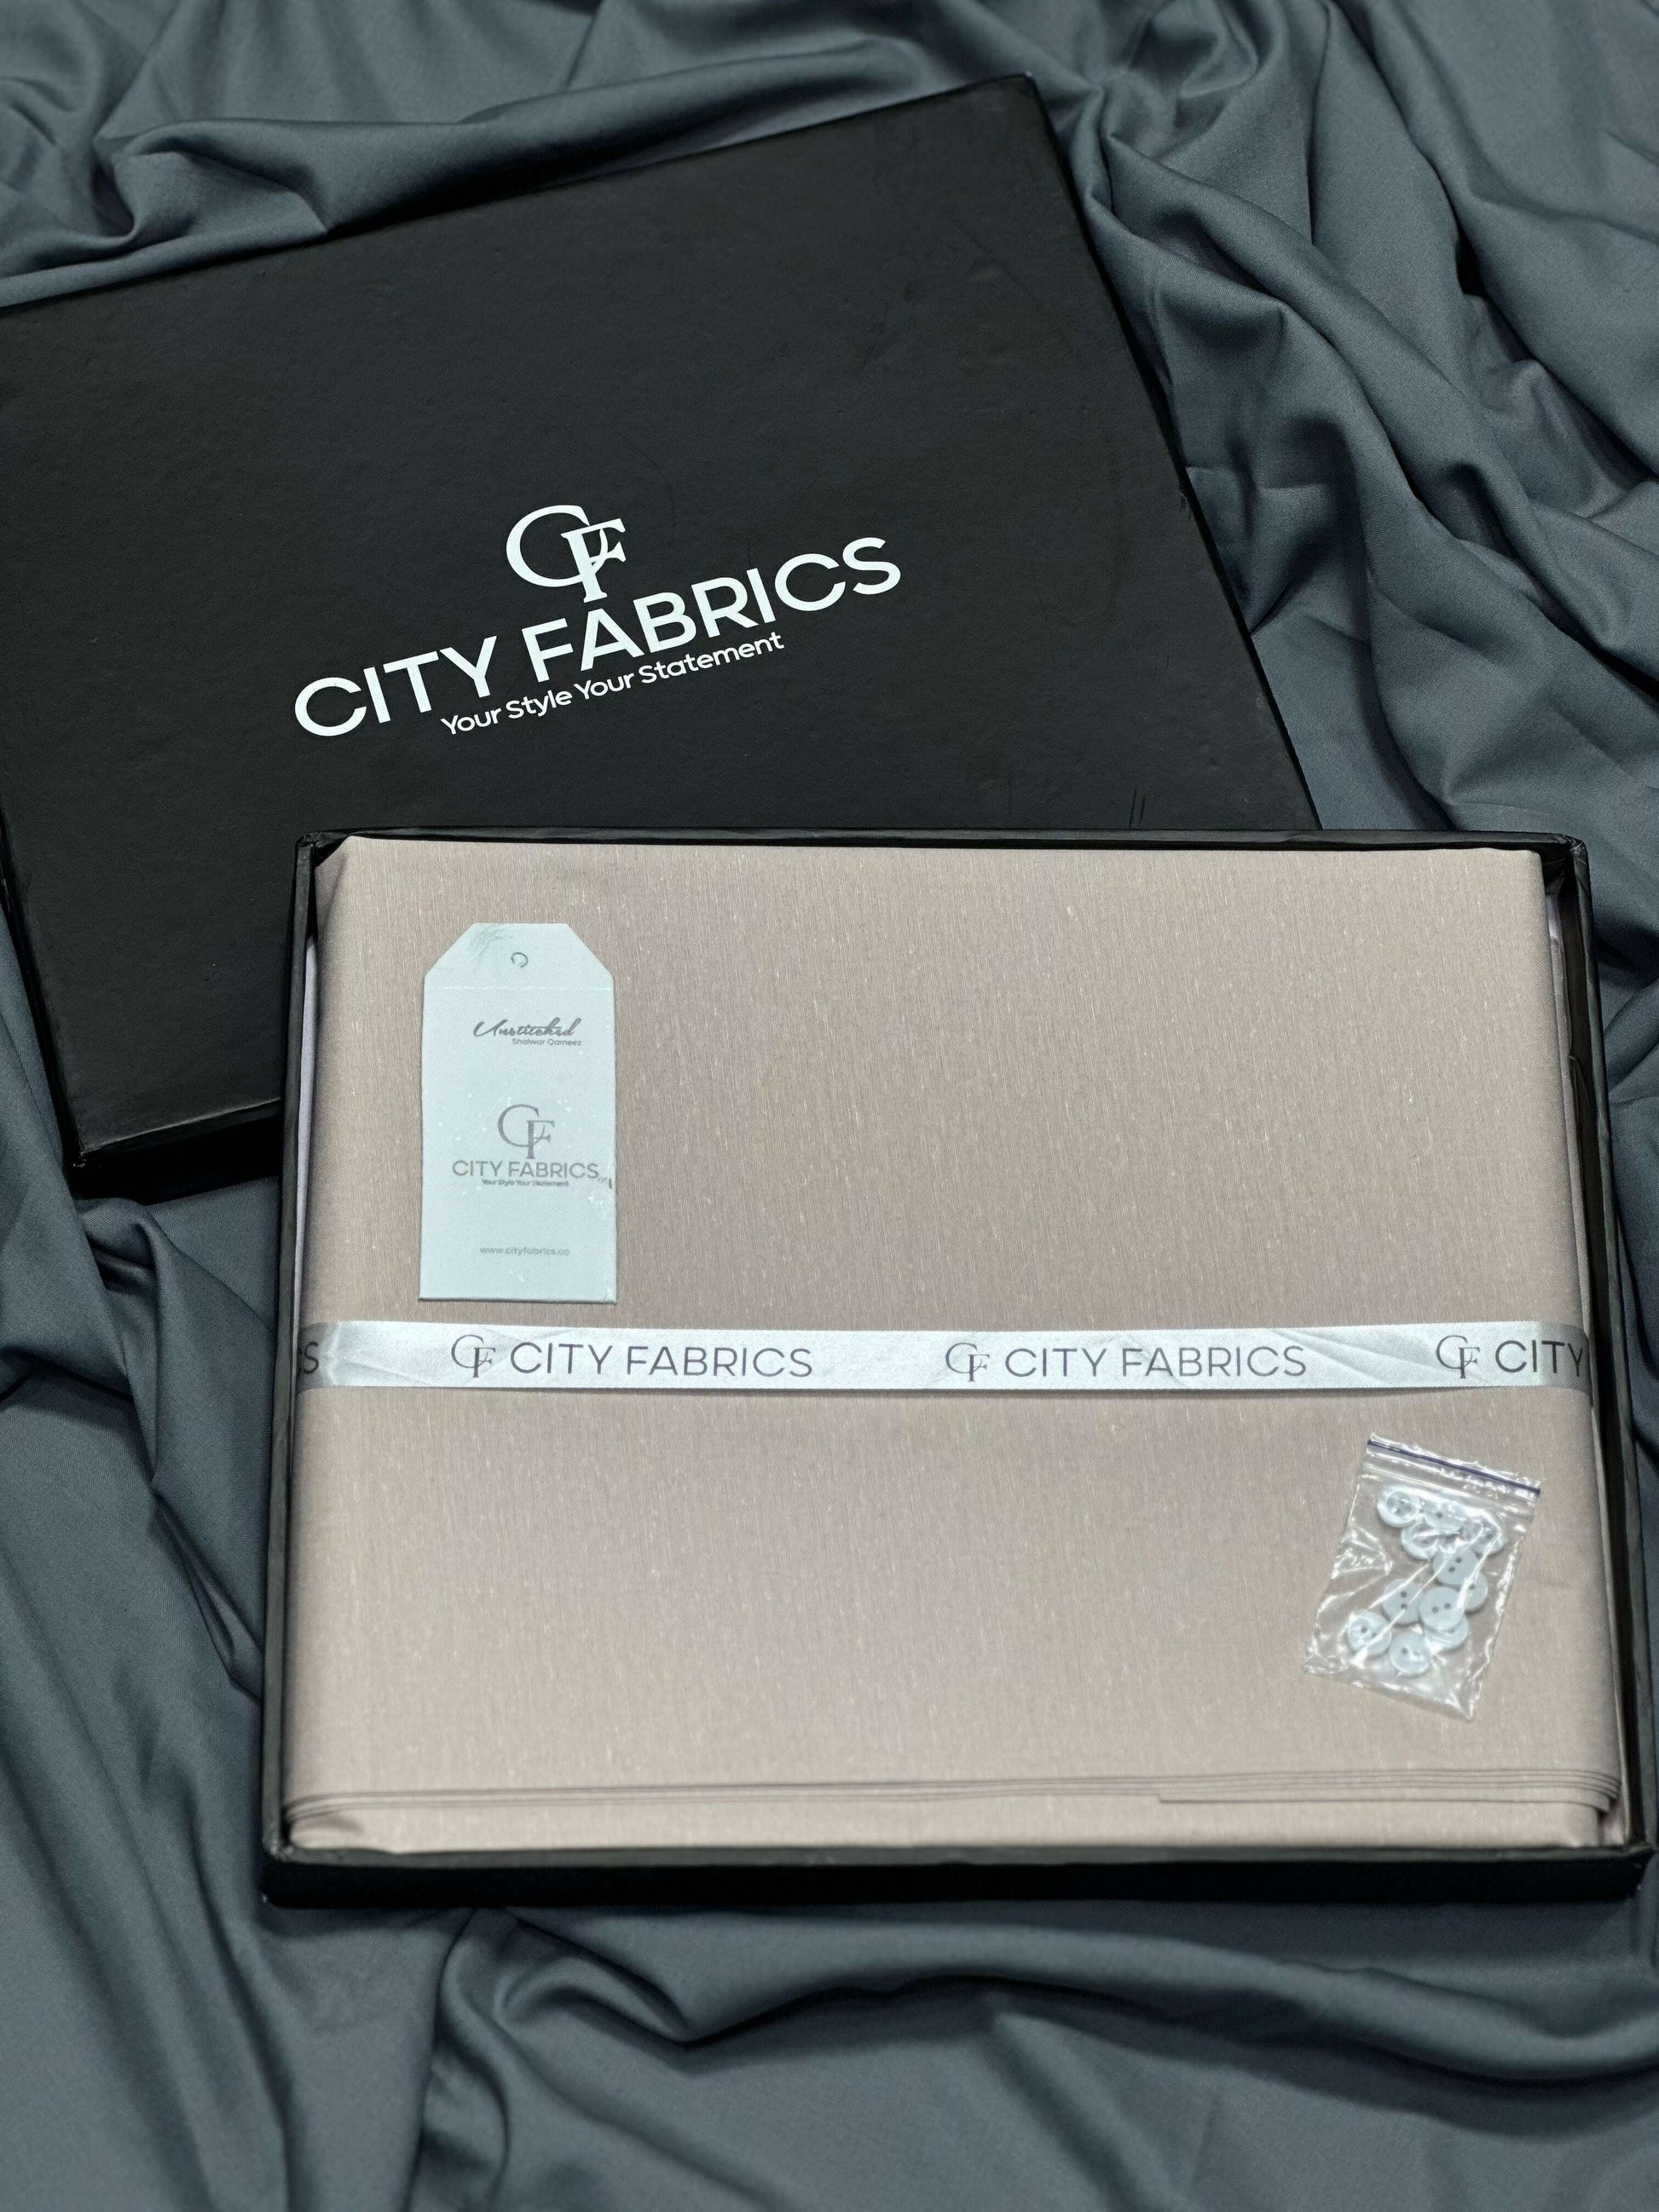 CF
CITY FABRICS
Your Style Your Statement
Unstitched
Shalwar Qameez
CF
CITY FABRICS
Your Style Your Statement
www.cityfabrics.co
S CF CITY FABRICS CF CITY FABRICS CF CITY